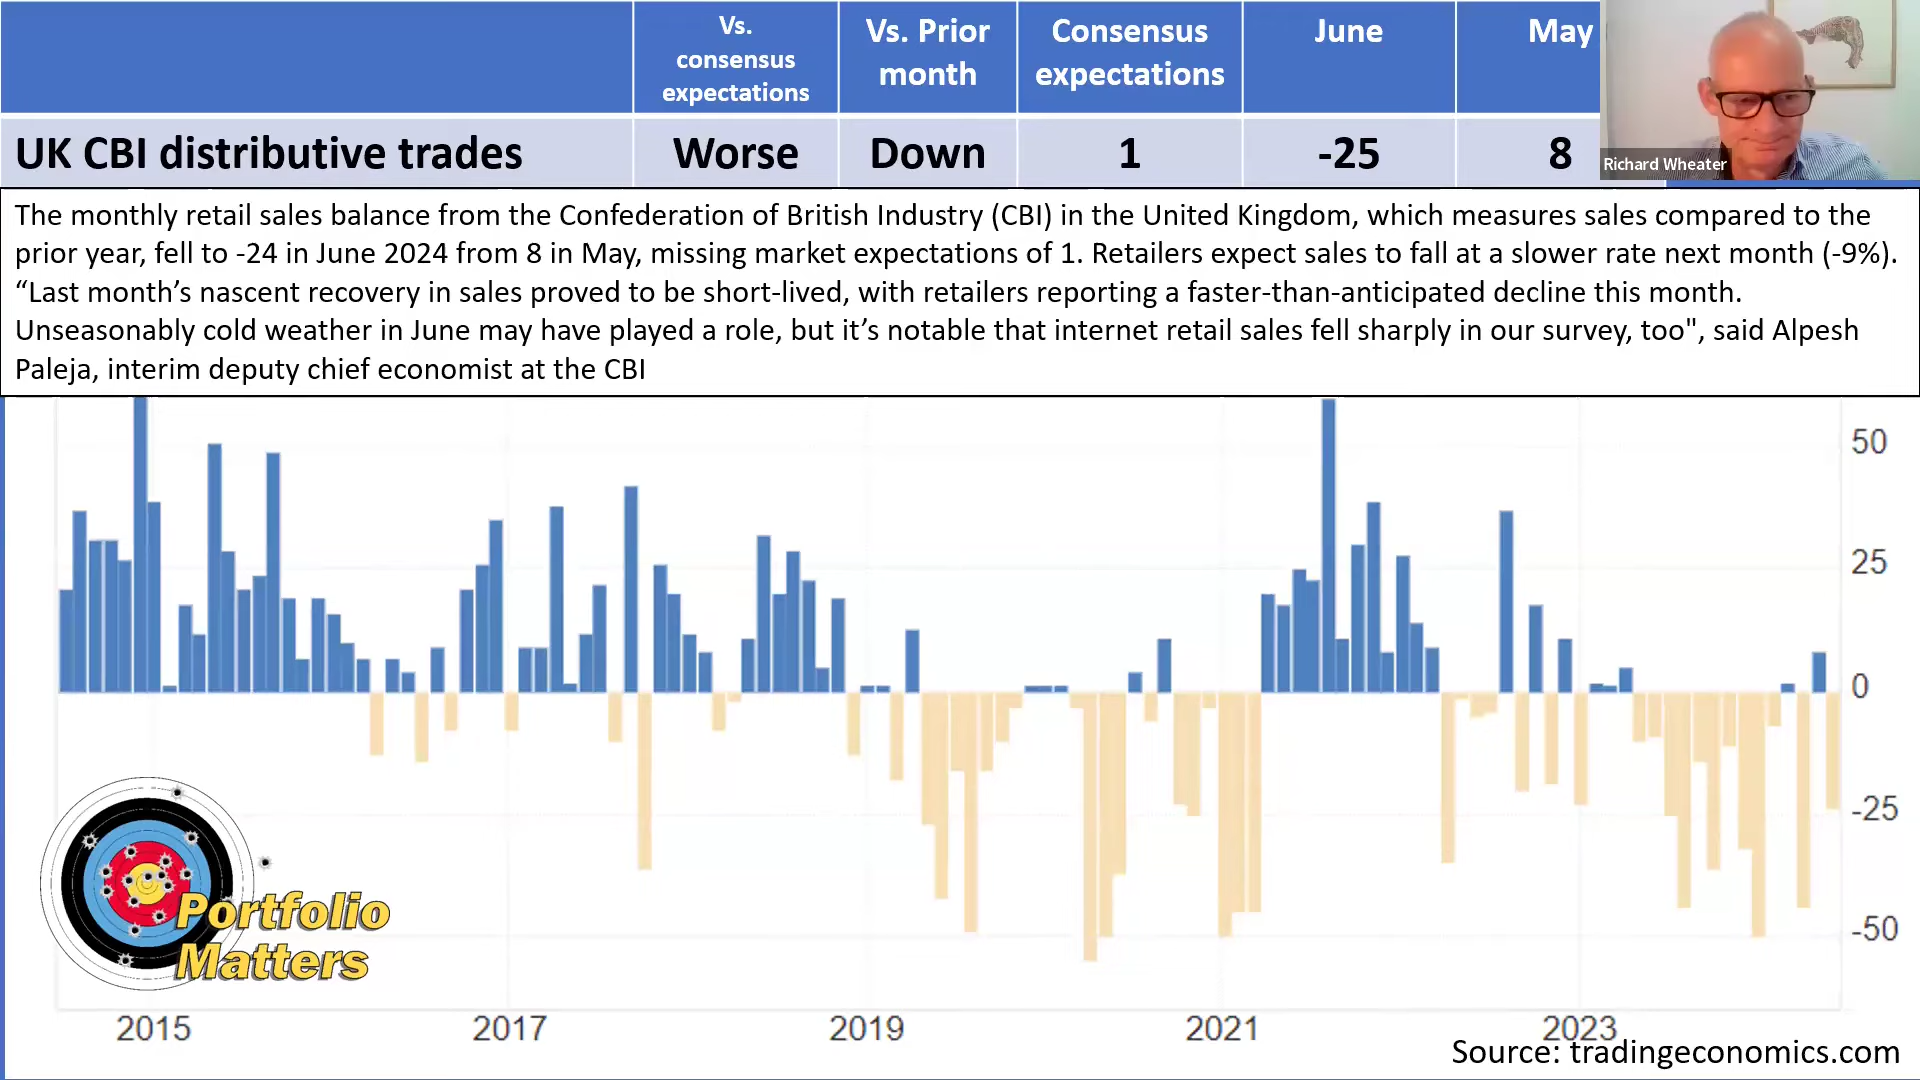 Vs. consensus expectations
Vs. Prior month
Consensus expectations
June
May
UK CBI distributive trades
Worse
Down
1
-25
8
Richard Wheater
The monthly retail sales balance from the Confederation of British Industry (CBI) in the United Kingdom, which measures sales compared to the
prior year, fell to -24 in June 2024 from 8 in May, missing market expectations of 1. Retailers expect sales to fall at a slower rate next month (-9%).
“Last month’s nascent recovery in sales proved to be short-lived, with retailers reporting a faster-than-anticipated decline this month.
Unseasonably cold weather in June may have played a role, but it’s notable that internet retail sales fell sharply in our survey, too", said Alpesh
Paleja, interim deputy chief economist at the CBI
50
25
0
-25
-50
Portfolio
Matters
2015
2017
2019
2021
2023
Source: tradingeconomics.com